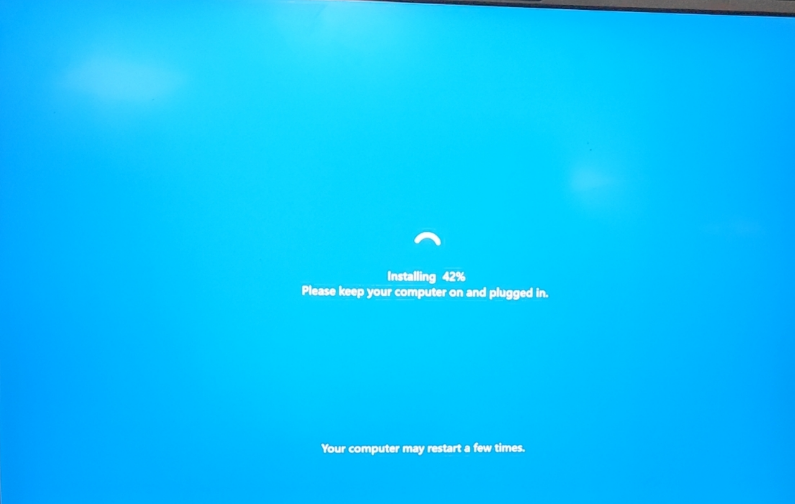 Installing 42%
Please keep your computer on and plugged in.
Your computer may restart a few times.